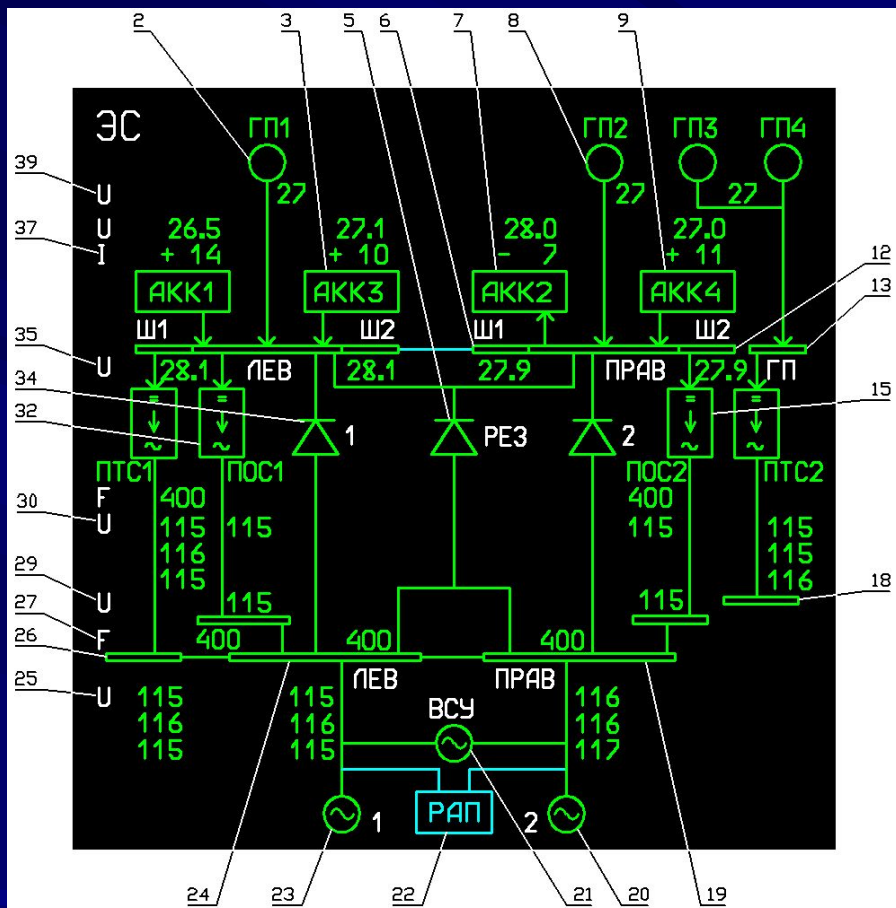 2 3 5 6 7 8 9
ЭС ГП1 ГП2 ГП3 ГП4
39
U 27 27 27
U 26.5 27.1 28.0 27.0
37
I + 14 + 10 - 7 + 11
12
АКК1 АКК3 АКК2 АКК4
13
Ш1 Ш2 Ш1 Ш2
35
U 28.1 ЛЕВ 28.1 27.9 ПРАВ 27.9 ГП
34
= = = =
15
32
1 РЕЗ 2
~ ~ ~ ~
ПТС1 ПОС1 ПОС2 ПТС2
F 400 400
30
U 115 115 115 115
116 115
115 116
29
U 115 115
18
27
F 400 400 400
26
ЛЕВ ПРАВ
25
U 115 115 116
116 116 116
115 115 117
ВСУ
~
РАП
~ 1 2 ~
24 23 22 21 20 19